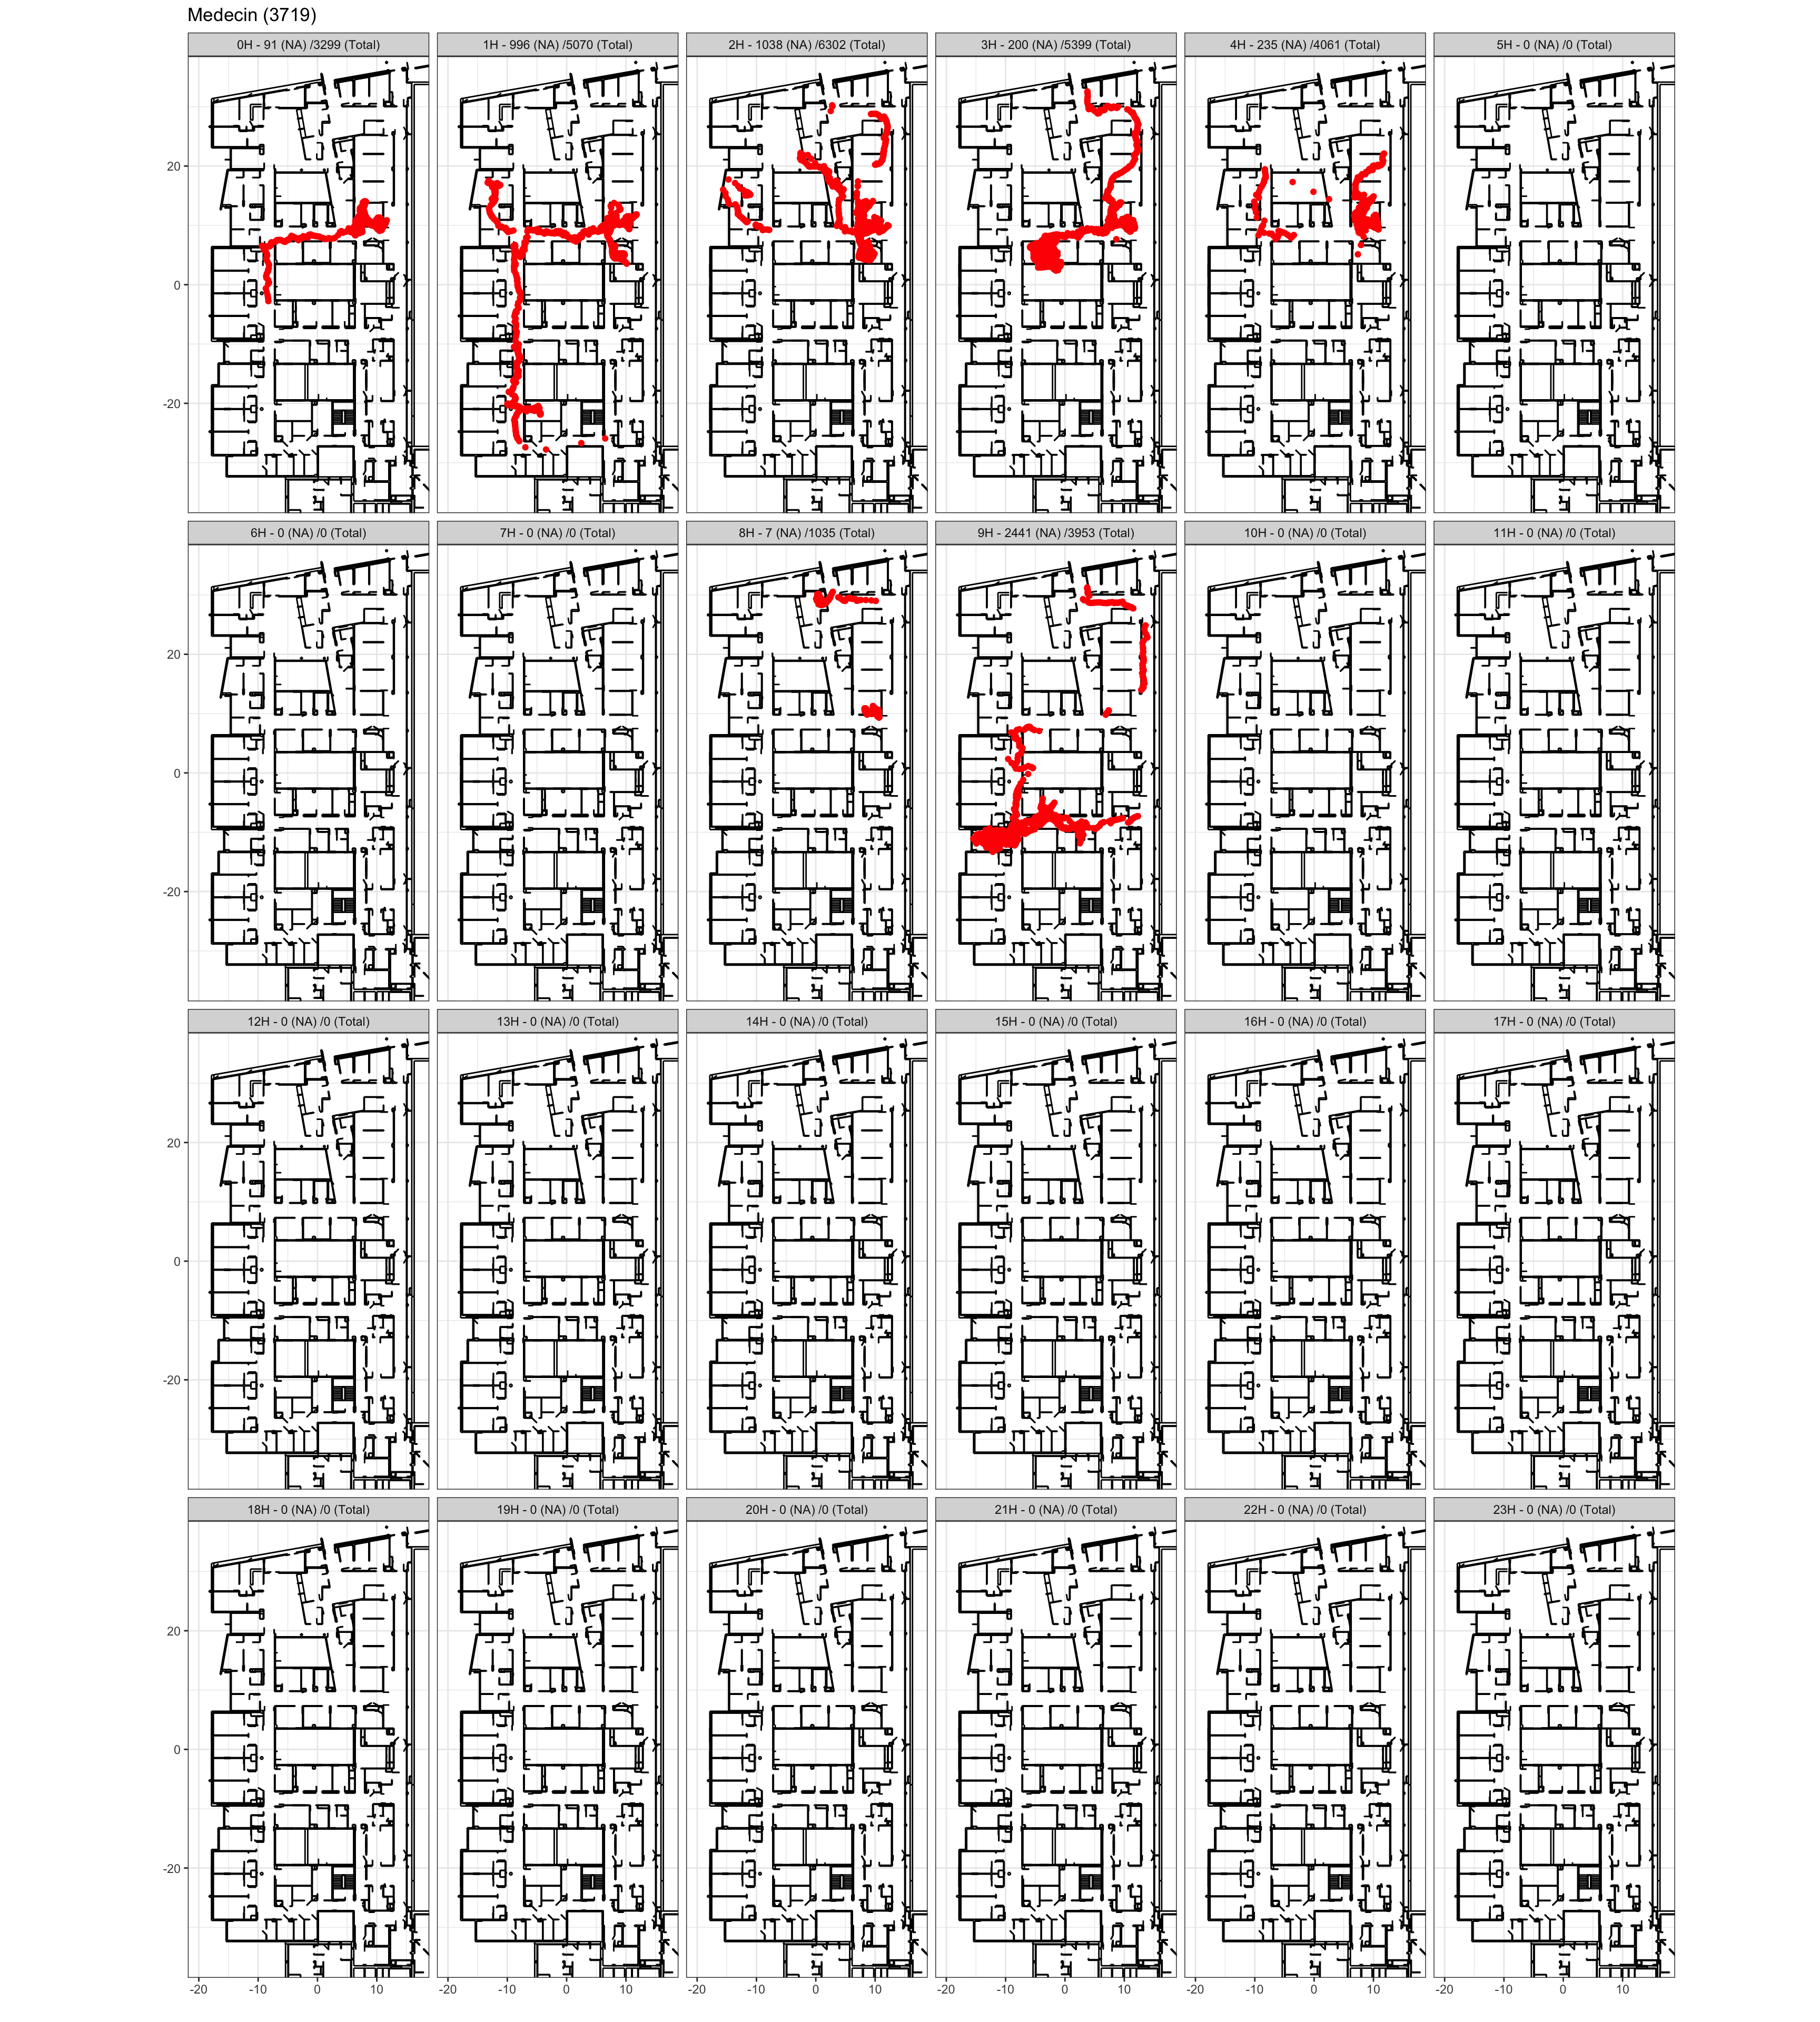 Medecin (3719)
0H - 91 (NA) /3299 (Total)
1H - 996 (NA) /5070 (Total)
2H - 1038 (NA) /6302 (Total)
3H - 200 (NA) /5399 (Total)
4H - 235 (NA) /4061 (Total)
5H - 0 (NA) /0 (Total)
20
0
-20
6H - 0 (NA) /0 (Total)
7H - 0 (NA) /0 (Total)
8H - 7 (NA) /1035 (Total)
9H - 2441 (NA) /3953 (Total)
10H - 0 (NA) /0 (Total)
11H - 0 (NA) /0 (Total)
20
0
-20
12H - 0 (NA) /0 (Total)
13H - 0 (NA) /0 (Total)
14H - 0 (NA) /0 (Total)
15H - 0 (NA) /0 (Total)
16H - 0 (NA) /0 (Total)
17H - 0 (NA) /0 (Total)
20
0
-20
18H - 0 (NA) /0 (Total)
19H - 0 (NA) /0 (Total)
20H - 0 (NA) /0 (Total)
21H - 0 (NA) /0 (Total)
22H - 0 (NA) /0 (Total)
23H - 0 (NA) /0 (Total)
20
0
-20
-20 -10 0 10
-20 -10 0 10
-20 -10 0 10
-20 -10 0 10
-20 -10 0 10
-20 -10 0 10